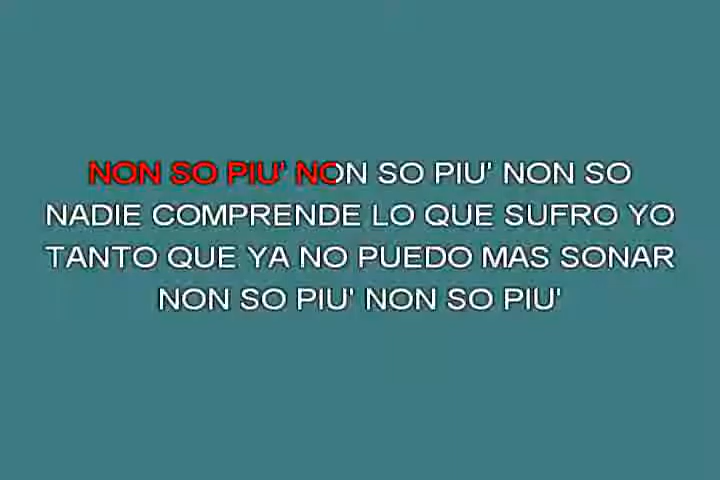 NON SO PIU' NON SO PIU' NON SO
NADIE COMPRENDE LO QUE SUFRO YO
TANTO QUE YA NO PUEDO MAS SONAR
NON SO PIU' NON SO PIU'